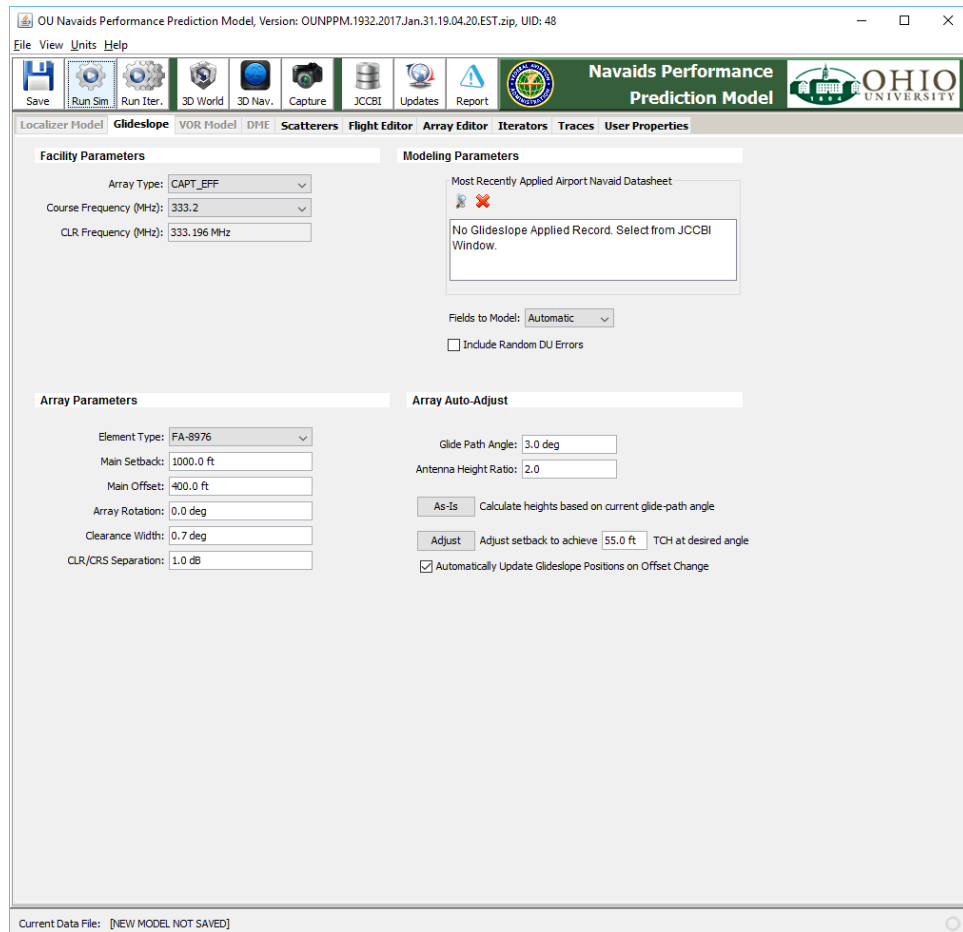 OU Navaids Performance Prediction Model, Version: OUNPPM.1932.2017.Jan.31.19.04.20.EST.zip, UID: 48
File View Units Help
Save Run Sim Run Iter. 3D World 3D Nav. Capture JCCBI Updates Report
Navaids Performance
Prediction Model
OHIO
UNIVERSITY
1804
Localizer Model Glideslope VOR Model DME Scatterers Flight Editor Array Editor Iterators Traces User Properties
Facility Parameters
Array Type: CAPT_EFF
Course Frequency (MHz): 333.2
CLR Frequency (MHz): 333.196 MHz
Modeling Parameters
Most Recently Applied Airport Navaid Datasheet
No Glideslope Applied Record. Select from JCCBI
Window.
Fields to Model: Automatic
Include Random DU Errors
Array Parameters
Element Type: FA-8976
Main Setback: 1000.0 ft
Main Offset: 400.0 ft
Array Rotation: 0.0 deg
Clearance Width: 0.7 deg
CLR/CRS Separation: 1.0 dB
Array Auto-Adjust
Glide Path Angle: 3.0 deg
Antenna Height Ratio: 2.0
As-Is Calculate heights based on current glide-path angle
Adjust Adjust setback to achieve 55.0 ft TCH at desired angle
Automatically Update Glideslope Positions on Offset Change
Current Data File: [NEW MODEL NOT SAVED]